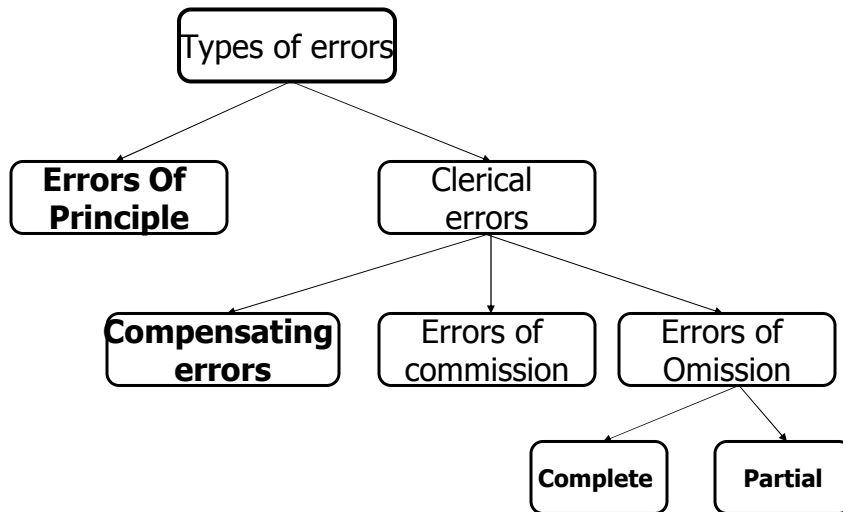 Types of errors
Errors Of
Principle
Clerical
errors
Compensating
errors
Errors of
commission
Errors of
Omission
Complete
Partial